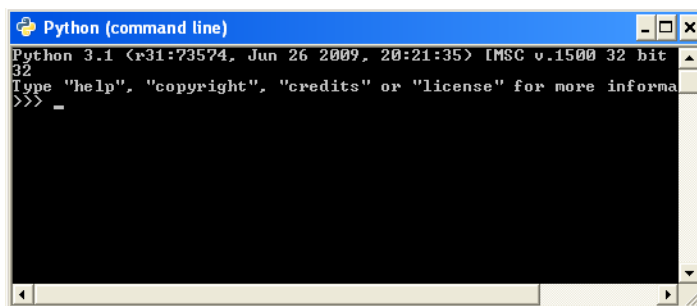 Python (command line)
Python 3.1 (r31:73574, Jun 26 2009, 20:21:35) [MSC v.1500 32 bit
32
Type "help", "copyright", "credits" or "license" for more informa
>>> _